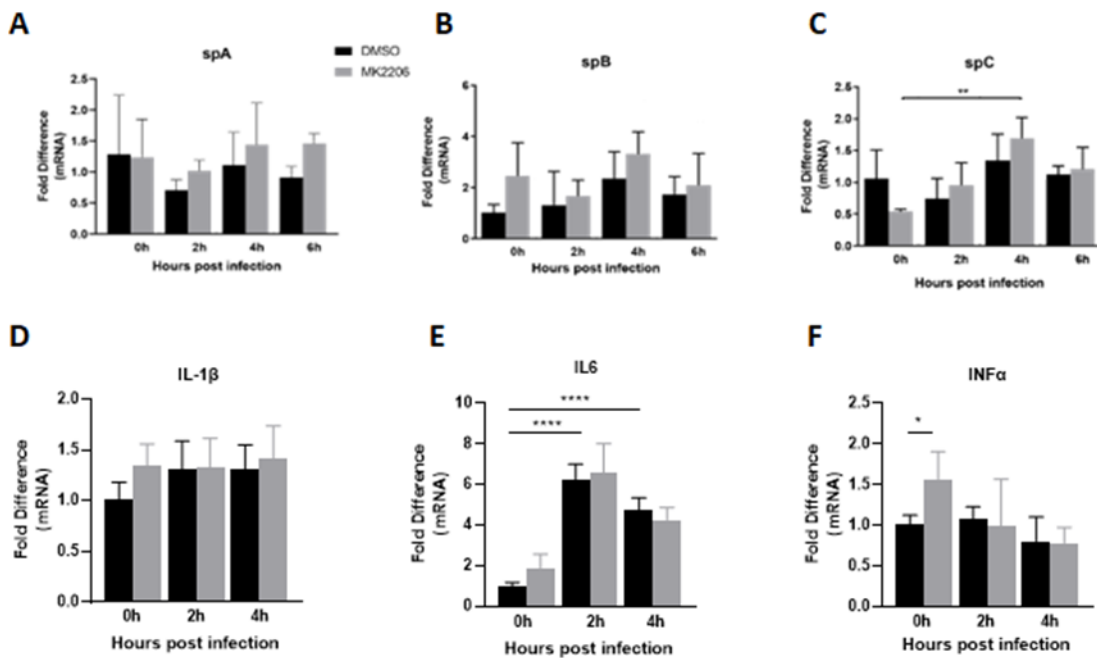 A
spA
DMSO
MK2206
Fold Difference
(mRNA)
2.5
2.0
1.5
1.0
0.5
0.0
0h 2h 4h 6h
Hours post infection
B
spB
Fold Difference
(mRNA)
6
4
2
0
0h 2h 4h 6h
Hours post infection
C
spC
**
Fold Difference
(mRNA)
2.5
2.0
1.5
1.0
0.5
0.0
0h 2h 4h 6h
Hours post infection
D
IL-1β
Fold Difference
(mRNA)
2.0
1.5
1.0
0.5
0.0
0h 2h 4h
Hours post infection
E
IL6
****
****
Fold Difference
(mRNA)
10
8
6
4
2
0
0h 2h 4h
Hours post infection
F
INFα
*
Fold Difference
(mRNA)
2.5
2.0
1.5
1.0
0.5
0.0
0h 2h 4h
Hours post infection